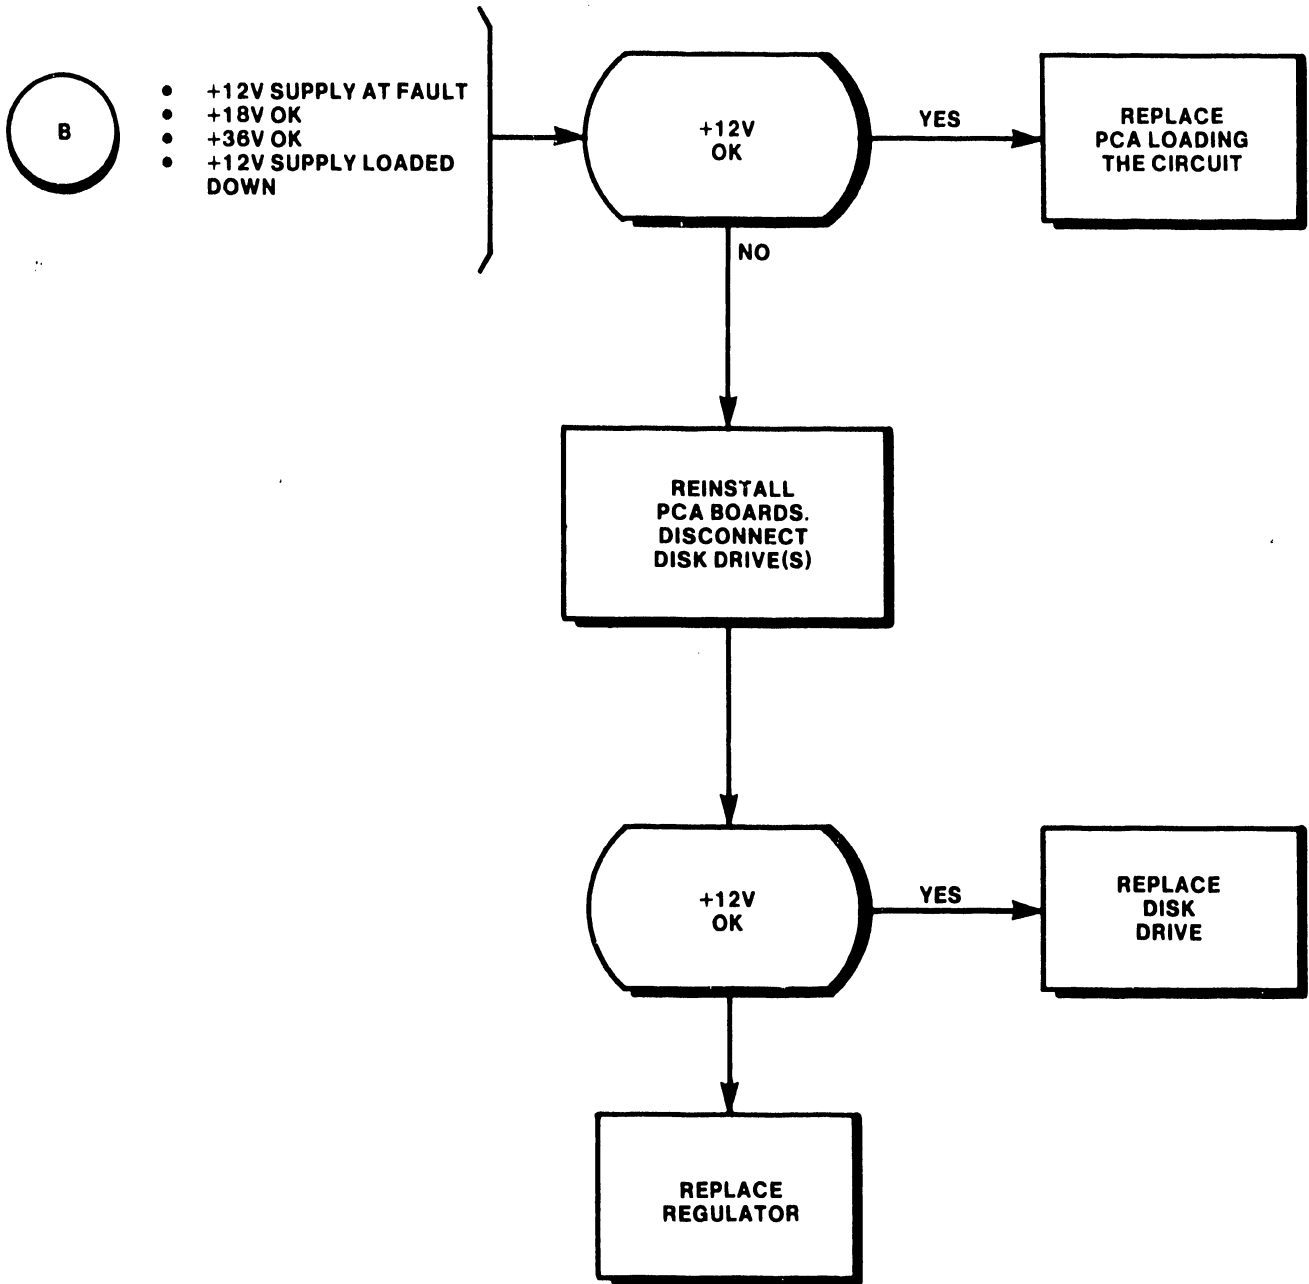 B
• +12V SUPPLY AT FAULT
• +18V OK
• +36V OK
• +12V SUPPLY LOADED
DOWN
+12V
OK
YES
REPLACE
PCA LOADING
THE CIRCUIT
NO
REINSTALL
PCA BOARDS.
DISCONNECT
DISK DRIVE(S)
+12V
OK
YES
REPLACE
DISK
DRIVE
REPLACE
REGULATOR